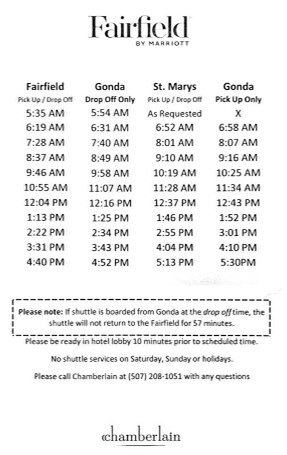 Fairfield
BY MARRIOTT
Fairfield Gonda St. Marys Gonda
Pick Up / Drop Off Drop Off Only Pick Up / Drop Off Pick Up Only
5:35 AM 5:54 AM As Requested X
6:19 AM 6:31 AM 6:52 AM 6:58 AM
7:28 AM 7:40 AM 8:01 AM 8:07 AM
8:37 AM 8:49 AM 9:10 AM 9:16 AM
9:46 AM 9:58 AM 10:19 AM 10:25 AM
10:55 AM 11:07 AM 11:28 AM 11:34 AM
12:04 PM 12:16 PM 12:37 PM 12:43 PM
1:13 PM 1:25 PM 1:46 PM 1:52 PM
2:22 PM 2:34 PM 2:55 PM 3:01 PM
3:31 PM 3:43 PM 4:04 PM 4:10 PM
4:40 PM 4:52 PM 5:13 PM 5:30PM
Please note: If shuttle is boarded from Gonda at the drop off time, the
shuttle will not return to the Fairfield for 57 minutes.
Please be ready in hotel lobby 10 minutes prior to scheduled time.
No shuttle services on Saturday, Sunday or holidays.
Please call Chamberlain at (507) 208-1051 with any questions
chamberlain